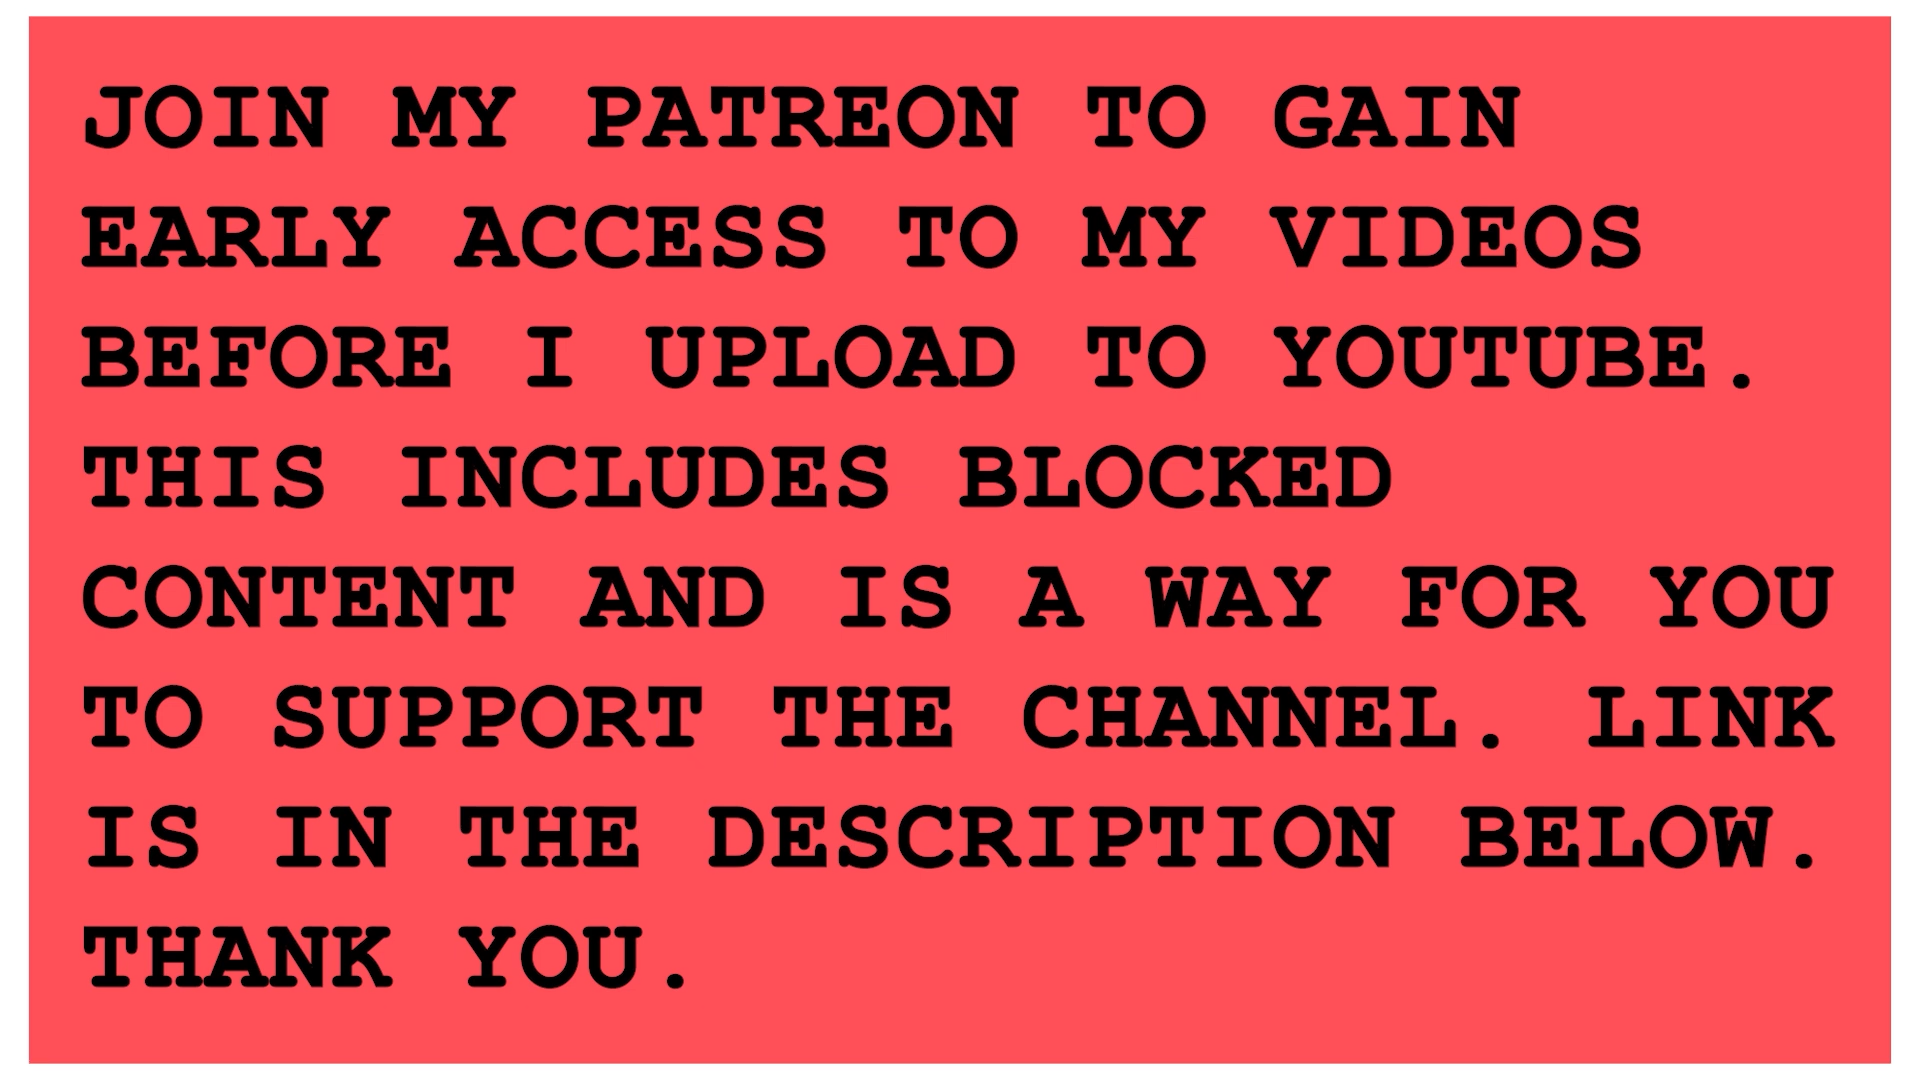 JOIN MY PATREON TO GAIN
EARLY ACCESS TO MY VIDEOS
BEFORE I UPLOAD TO YOUTUBE.
THIS INCLUDES BLOCKED
CONTENT AND IS A WAY FOR YOU
TO SUPPORT THE CHANNEL. LINK
IS IN THE DESCRIPTION BELOW.
THANK YOU.